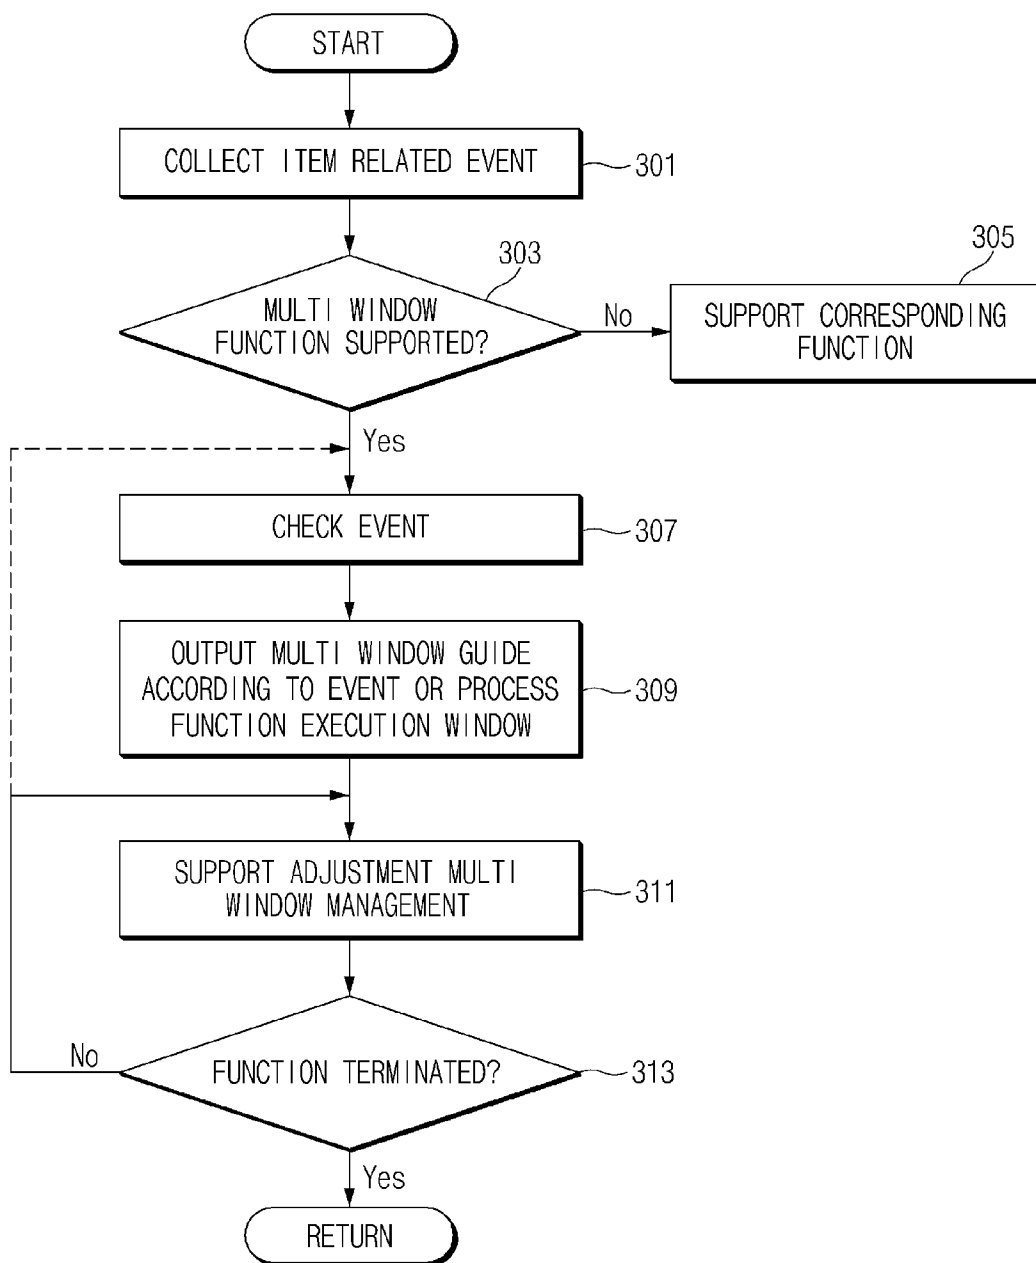 START
COLLECT ITEM RELATED EVENT
301
303
MULTI WINDOW
FUNCTION SUPPORTED?
No
305
SUPPORT CORRESPONDING
FUNCTION
Yes
CHECK EVENT
307
OUTPUT MULTI WINDOW GUIDE
ACCORDING TO EVENT OR PROCESS
FUNCTION EXECUTION WINDOW
309
SUPPORT ADJUSTMENT MULTI
WINDOW MANAGEMENT
311
No
FUNCTION TERMINATED?
313
Yes
RETURN